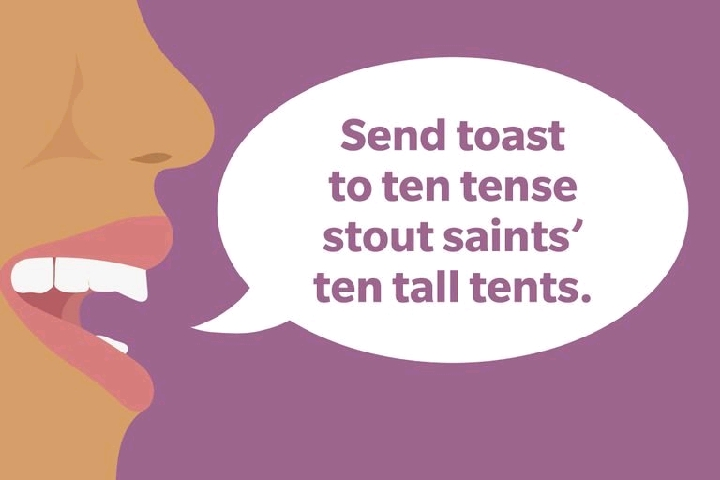 Send toast
to ten tense
stout saints’
ten tall tents.